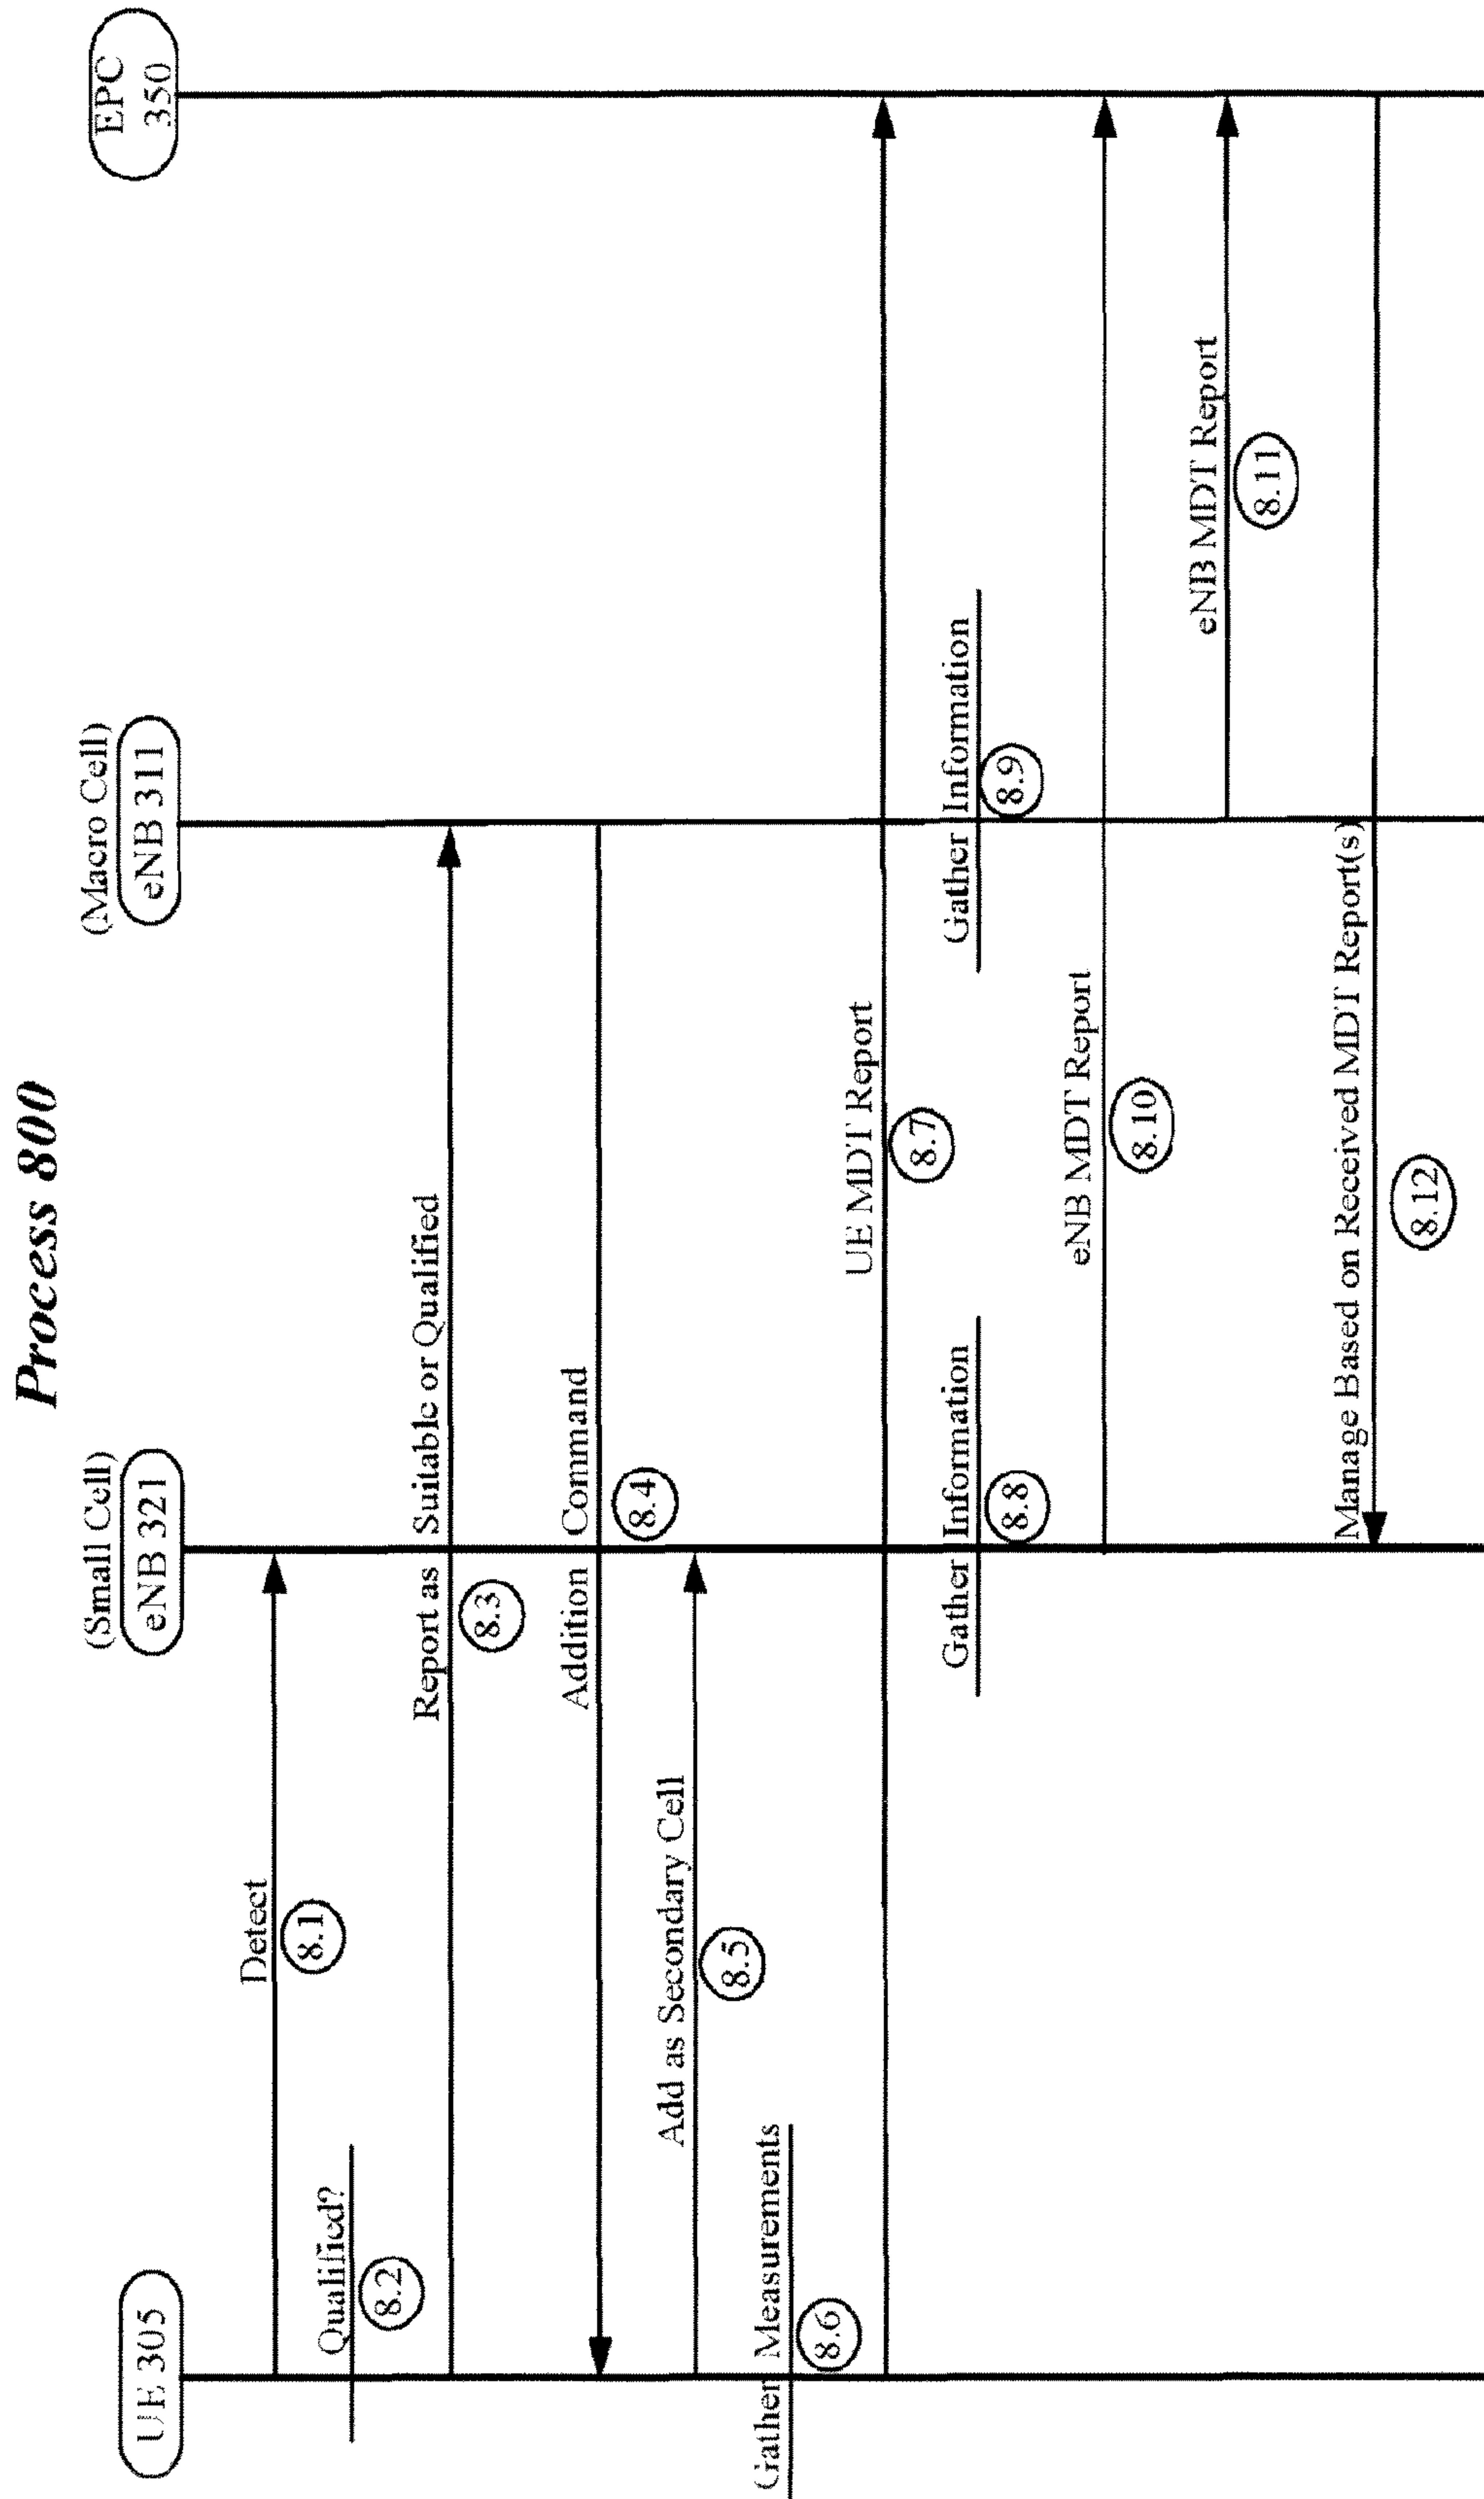 Process 800
UE 305
(Small Cell)
eNB 321
(Macro Cell)
eNB 311
EPC
350
Detect
8.1
Qualified?
8.2
Report as Suitable or Qualified
8.3
Addition Command
8.4
Add as Secondary Cell
8.5
Gather Measurements
8.6
UE MDT Report
8.7
Gather Information
8.8
Gather Information
8.9
eNB MDT Report
8.10
eNB MDT Report
8.11
Manage Based on Received MDT Report(s)
8.12